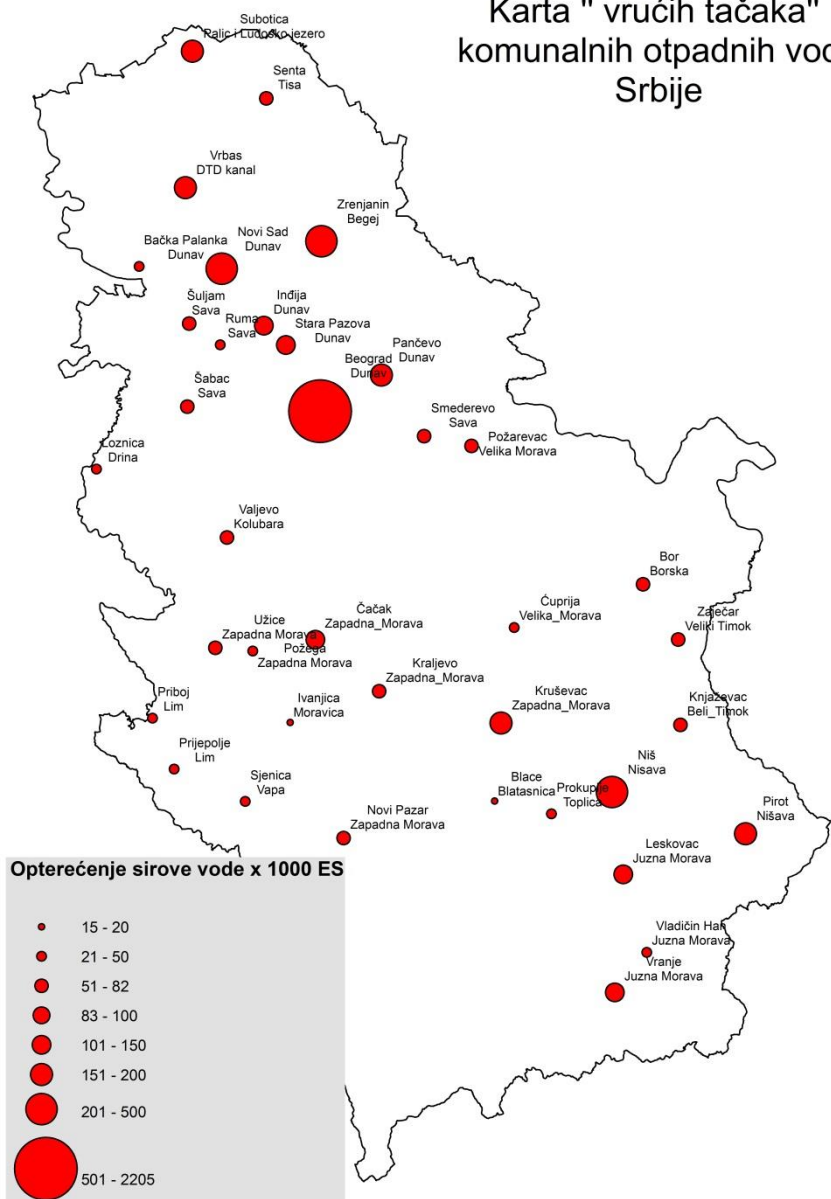 Karta " vrućih tačaka"
komunalnih otpadnih vod
Srbije
Subotica
Palic i Ludoško jezero
Senta
Tisa
Vrbas
DTD kanal
Zrenjanin
Begej
Bačka Palanka
Dunav
Novi Sad
Dunav
Šuljam
Sava
Ruma
Sava
Inđija
Dunav
Stara Pazova
Dunav
Pančevo
Dunav
Beograd
Dunav
Šabac
Sava
Smederevo
Sava
Požarevac
Velika Morava
Loznica
Drina
Valjevo
Kolubara
Bor
Borska
Ćuprija
Velika_Morava
Zaječar
Veliki Timok
Užice
Zapadna Morava
Požega
Zapadna Morava
Čačak
Zapadna_Morava
Kraljevo
Zapadna_Morava
Kruševac
Zapadna_Morava
Knjaževac
Beli_Timok
Priboj
Lim
Ivanjica
Moravica
Prijepolje
Lim
Sjenica
Vapa
Novi Pazar
Zapadna Morava
Blace
Blatasnica
Prokuplje
Toplica
Niš
Nisava
Pirot
Nišava
Leskovac
Juzna Morava
Vladičin Han
Juzna Morava
Vranje
Juzna Morava
Opterećenje sirove vode x 1000 ES
15 - 20
21 - 50
51 - 82
83 - 100
101 - 150
151 - 200
201 - 500
501 - 2205